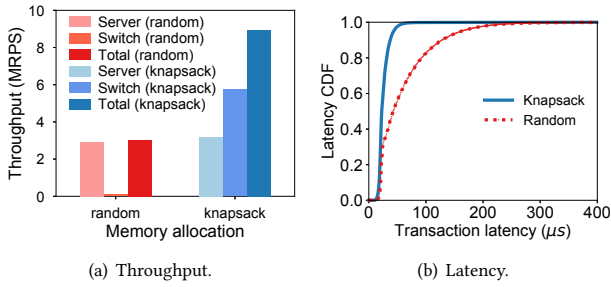 10
8
6
4
2
0
Throughput (MRPS)
Server (random)
Switch (random)
Total (random)
Server (knapsack)
Switch (knapsack)
Total (knapsack)
random knapsack
Memory allocation
(a) Throughput.
1.0
0.8
0.6
0.4
0.2
0.0
Latency CDF
Knapsack
Random
0 100 200 300 400
Transaction latency (μs)
(b) Latency.